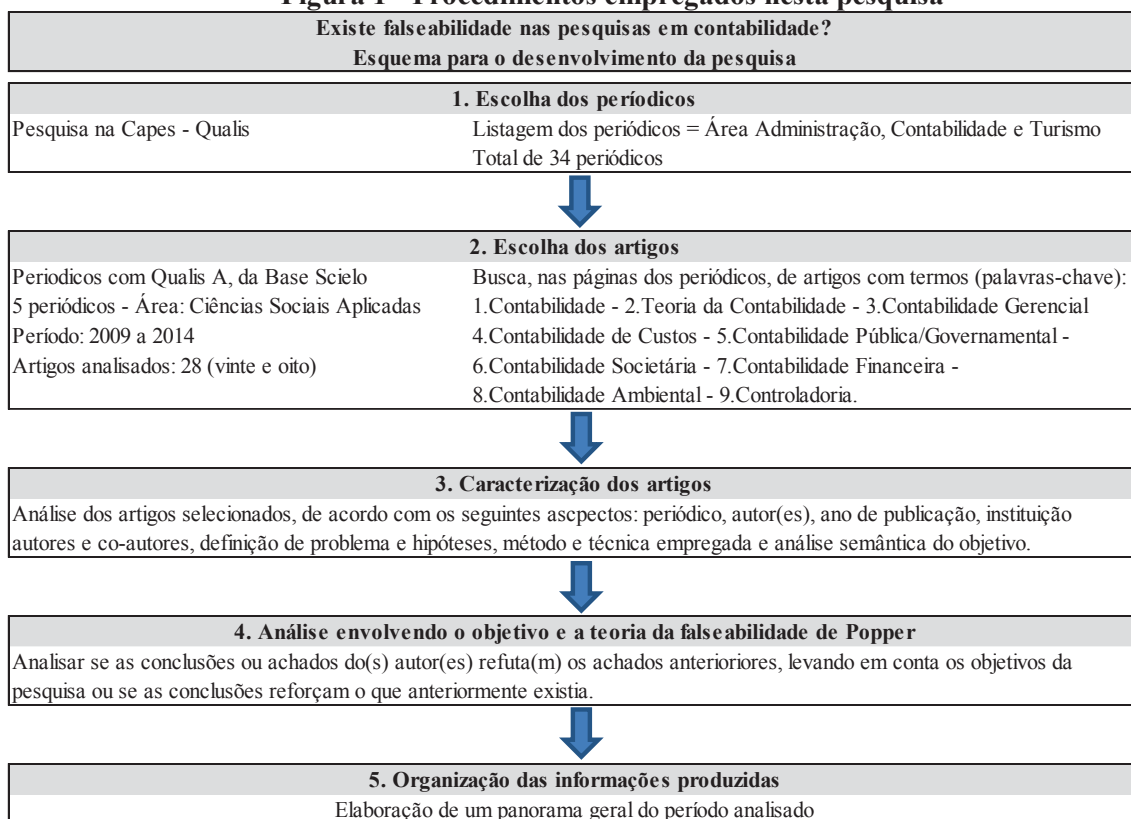 Figura 1 - Procedimentos empregados nesta pesquisa
Existe falseabilidade nas pesquisas em contabilidade?
Esquema para o desenvolvimento da pesquisa
1. Escolha dos períodicos
Pesquisa na Capes - Qualis
Listagem dos periódicos = Área Administração, Contabilidade e Turismo
Total de 34 periódicos
2. Escolha dos artigos
Periodicos com Qualis A, da Base Scielo
5 periódicos - Área: Ciências Sociais Aplicadas
Período: 2009 a 2014
Artigos analisados: 28 (vinte e oito)
Busca, nas páginas dos periódicos, de artigos com termos (palavras-chave):
1.Contabilidade - 2.Teoria da Contabilidade - 3.Contabilidade Gerencial
4.Contabilidade de Custos - 5.Contabilidade Pública/Governamental -
6.Contabilidade Societária - 7.Contabilidade Financeira -
8.Contabilidade Ambiental - 9.Controladoria.
3. Caracterização dos artigos
Análise dos artigos selecionados, de acordo com os seguintes ascpectos: periódico, autor(es), ano de publicação, instituição
autores e co-autores, definição de problema e hipóteses, método e técnica empregada e análise semântica do objetivo.
4. Análise envolvendo o objetivo e a teoria da falseabilidade de Popper
Analisar se as conclusões ou achados do(s) autor(es) refuta(m) os achados anterioriores, levando em conta os objetivos da
pesquisa ou se as conclusões reforçam o que anteriormente existia.
5. Organização das informações produzidas
Elaboração de um panorama geral do período analisado